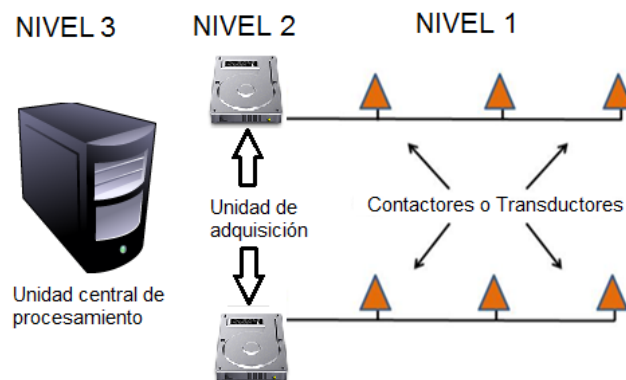 NIVEL 3
NIVEL 2
NIVEL 1
Unidad de
adquisición
Contactores o Transductores
Unidad central de
procesamiento